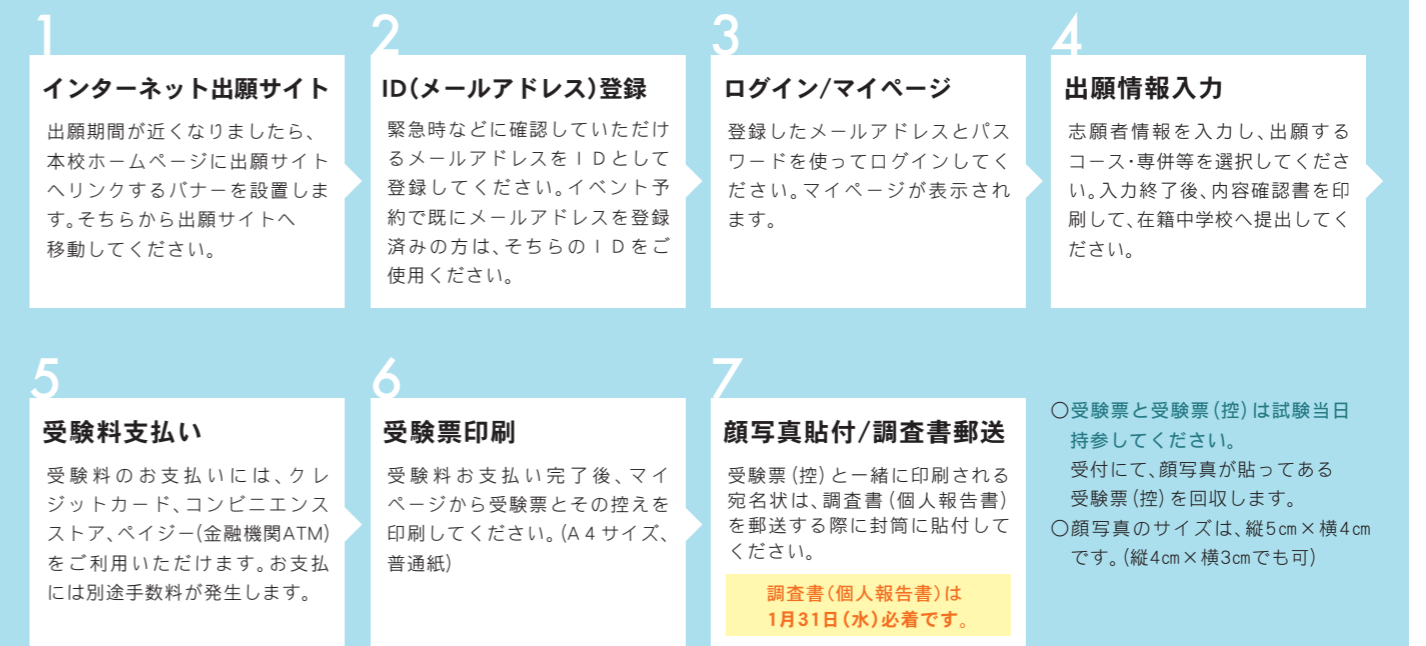 1
インターネット出願サイト
出願期間が近くなりましたら、
本校ホームページに出願サイト
へリンクするバナーを設置しま
す。そちらから出願サイトへ
移動してください。
2
ID(メールアドレス)登録
緊急時などに確認していただけ
るメールアドレスをIDとして
登録してください。イベント予
約で既にメールアドレスを登録
済みの方は、そちらのIDをご
使用ください。
3
ログイン/マイページ
登録したメールアドレスとパス
ワードを使ってログインしてく
ださい。マイページが表示され
ます。
4
出願情報入力
志願者情報を入力し、出願する
コース・専併等を選択してくださ
い。入力終了後、内容確認書を印
刷して、在籍中学校へ提出してく
ださい。
5
受験料支払い
受験料のお支払いには、クレ
ジットカード、コンビニエンス
ストア、ペイジー(金融機関ATM)
をご利用いただけます。お支払
には別途手数料が発生します。
6
受験票印刷
受験料お支払い完了後、マイ
ページから受験票とその控えを
印刷してください。(A4サイズ、
普通紙)
7
顔写真貼付/調査書郵送
受験票(控)と一緒に印刷される
宛名状は、調査書(個人報告書)
を郵送する際に封筒に貼付して
ください。
調査書(個人報告書)は
1月31日(水)必着です。
○受験票と受験票(控)は試験当日
持参してください。
受付にて、顔写真が貼ってある
受験票(控)を回収します。
○顔写真のサイズは、縦5㎝×横4㎝
です。(縦4㎝×横3㎝でも可)